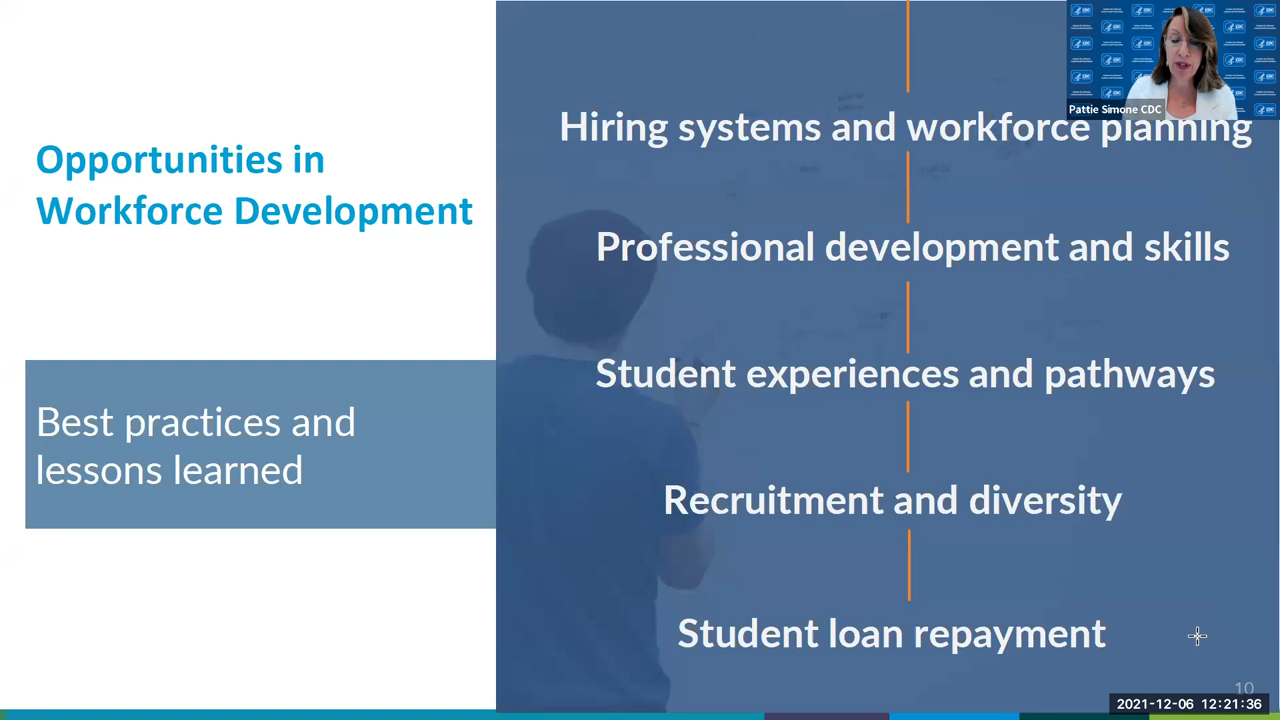 Opportunities in
Workforce Development
Best practices and
lessons learned
Hiring systems and workforce planning
Professional development and skills
Student experiences and pathways
Recruitment and diversity
Student loan repayment
CDC
Pattie Simone CDC
10
2021-12-06 12:21:36